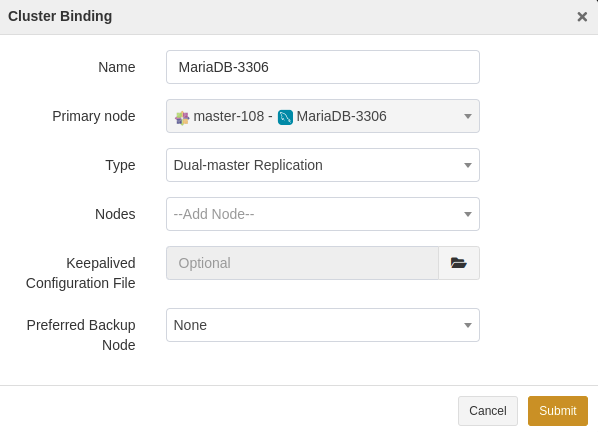 Cluster Binding
Name
MariaDB-3306
Primary node
master-108 - MariaDB-3306
Type
Dual-master Replication
Nodes
--Add Node--
Keepalived
Configuration File
Optional
Preferred Backup
Node
None
Cancel
Submit